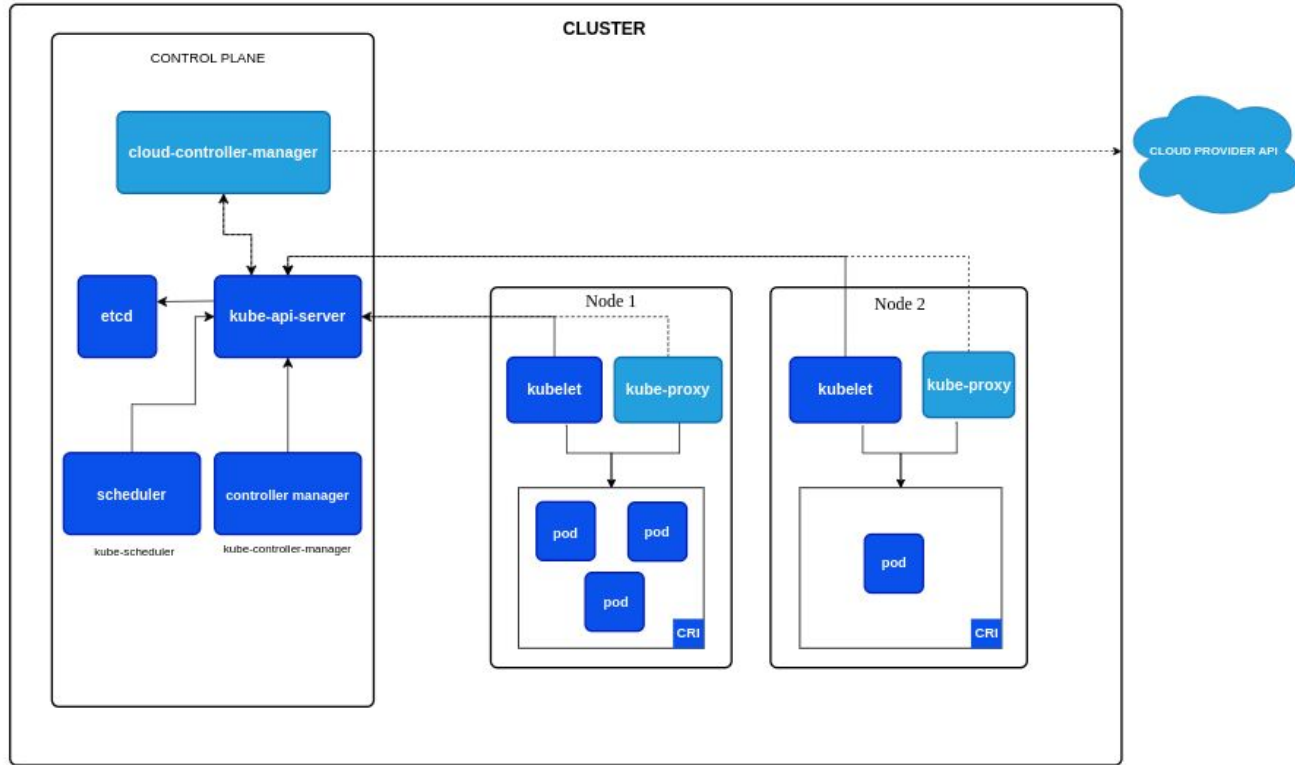 CLUSTER
CONTROL PLANE
cloud-controller-manager
CLOUD PROVIDER API
etcd
kube-api-server
scheduler
kube-scheduler
controller manager
kube-controller-manager
Node 1
kubelet
kube-proxy
pod
pod
pod
CRI
Node 2
kubelet
kube-proxy
pod
CRI